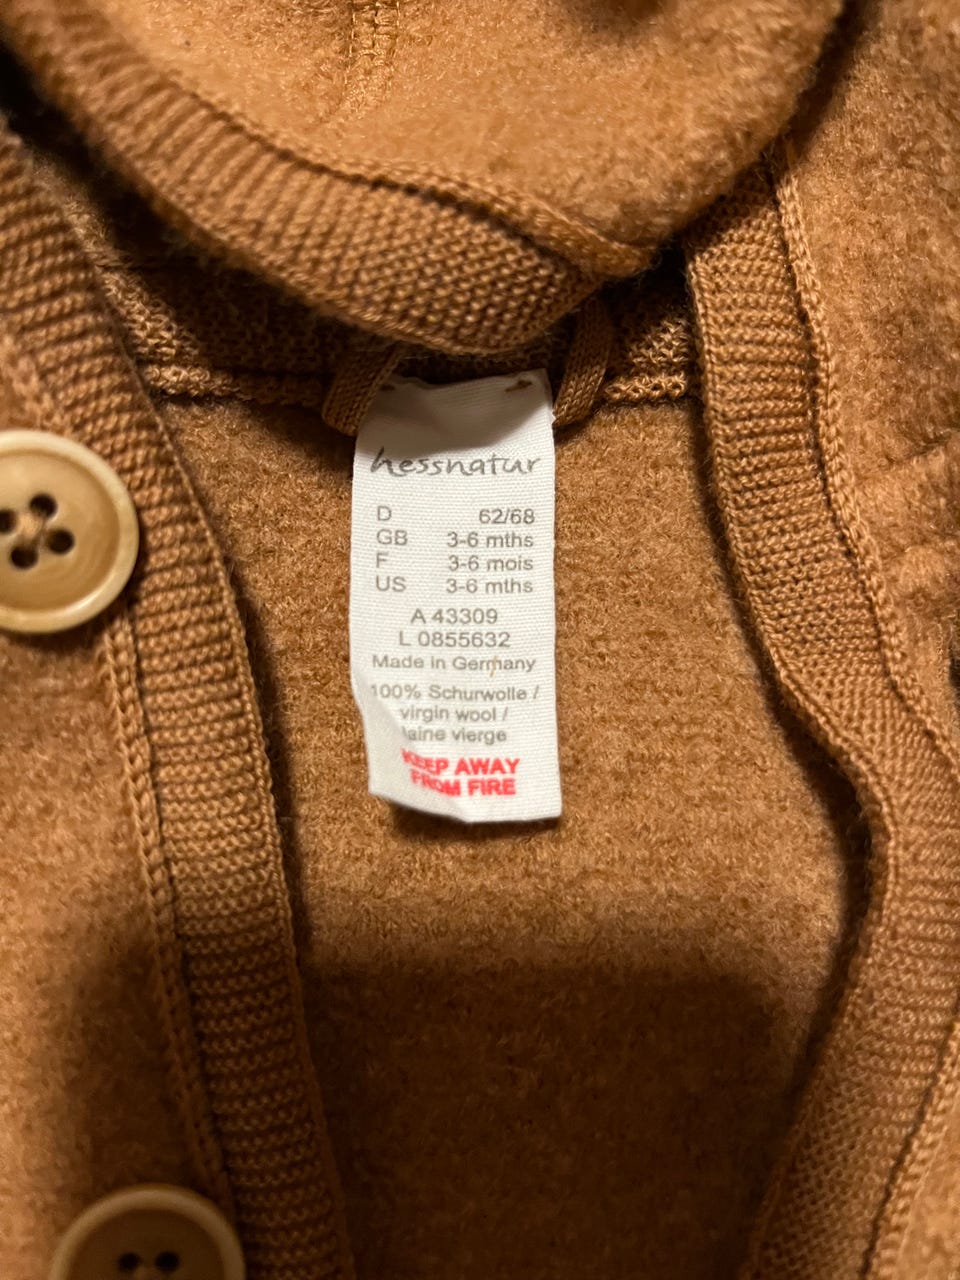 hessnatur
D 62/68
GB 3-6 mths
F 3-6 mois
US 3-6 mths
A 43309
L 0855632
Made in Germany
100% Schurwolle /
virgin wool /
laine vierge
KEEP AWAY
FROM FIRE